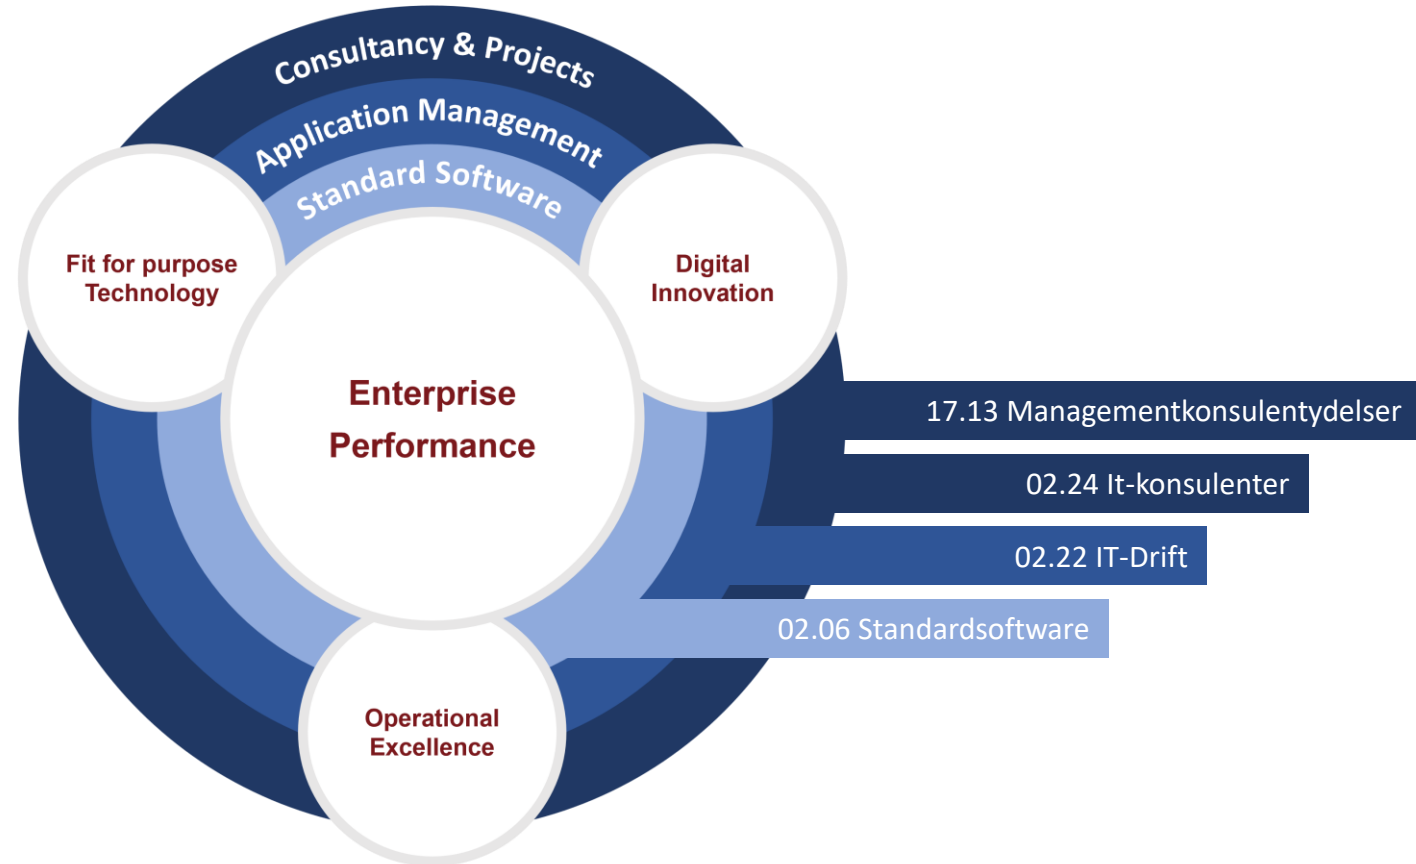 Consultancy & Projects
Application Management
Standard Software
Fit for purpose
Technology
Digital
Innovation
Enterprise
Performance
17.13 Managementkonsulentydelser
02.24 It-konsulenter
02.22 IT-Drift
02.06 Standardsoftware
Operational
Excellence